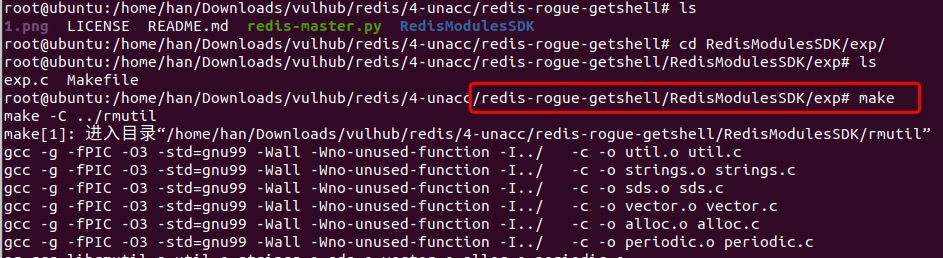 root@ubuntu:/home/han/Downloads/vulhub/redis/4-unacc/redis-rogue-getshell# ls
1.png  LICENSE  README.md  redis-master.py  RedisModulesSDK
root@ubuntu:/home/han/Downloads/vulhub/redis/4-unacc/redis-rogue-getshell# cd RedisModulesSDK/exp/
root@ubuntu:/home/han/Downloads/vulhub/redis/4-unacc/redis-rogue-getshell/RedisModulesSDK/exp# ls
exp.c  Makefile
root@ubuntu:/home/han/Downloads/vulhub/redis/4-unacc/redis-rogue-getshell/RedisModulesSDK/exp# make
make -C ../rmutil
make[1]: 进入目录“/home/han/Downloads/vulhub/redis/4-unacc/redis-rogue-getshell/RedisModulesSDK/rmutil”
gcc -g -fPIC -O3 -std=gnu99 -Wall -Wno-unused-function -I../   -c -o util.o util.c
gcc -g -fPIC -O3 -std=gnu99 -Wall -Wno-unused-function -I../   -c -o strings.o strings.c
gcc -g -fPIC -O3 -std=gnu99 -Wall -Wno-unused-function -I../   -c -o sds.o sds.c
gcc -g -fPIC -O3 -std=gnu99 -Wall -Wno-unused-function -I../   -c -o vector.o vector.c
gcc -g -fPIC -O3 -std=gnu99 -Wall -Wno-unused-function -I../   -c -o alloc.o alloc.c
gcc -g -fPIC -O3 -std=gnu99 -Wall -Wno-unused-function -I../   -c -o periodic.o periodic.c